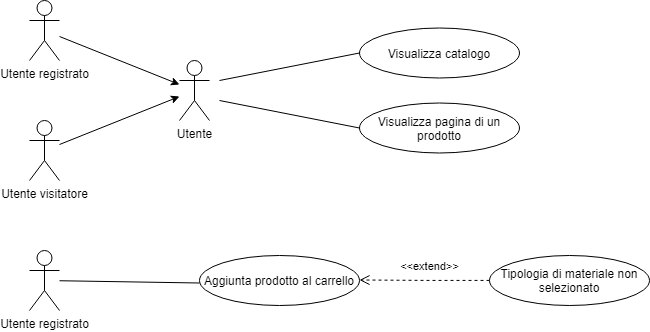 Utente registrato
Utente visitatore
Utente
Visualizza catalogo
Visualizza pagina di un
prodotto
Utente registrato
Aggiunta prodotto al carrello
<<extend>>
Tipologia di materiale non
selezionato